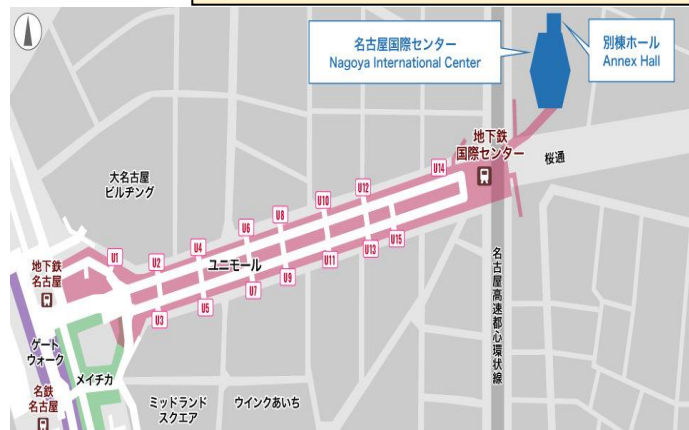 名古屋国際センター
Nagoya International Center
別棟ホール
Annex Hall
地下鉄
国際センター
桜通
大名古屋
ビルヂング
U14
U12
U10
U8
U6
U4
U2
U1
ユニモール
U15
U13
U11
U9
U7
U5
U3
地下鉄
名古屋
名古屋高速都心環状線
ゲート
ウォーク
メイチカ
名鉄
名古屋
ミッドランド
スクエア
ウインクあいち